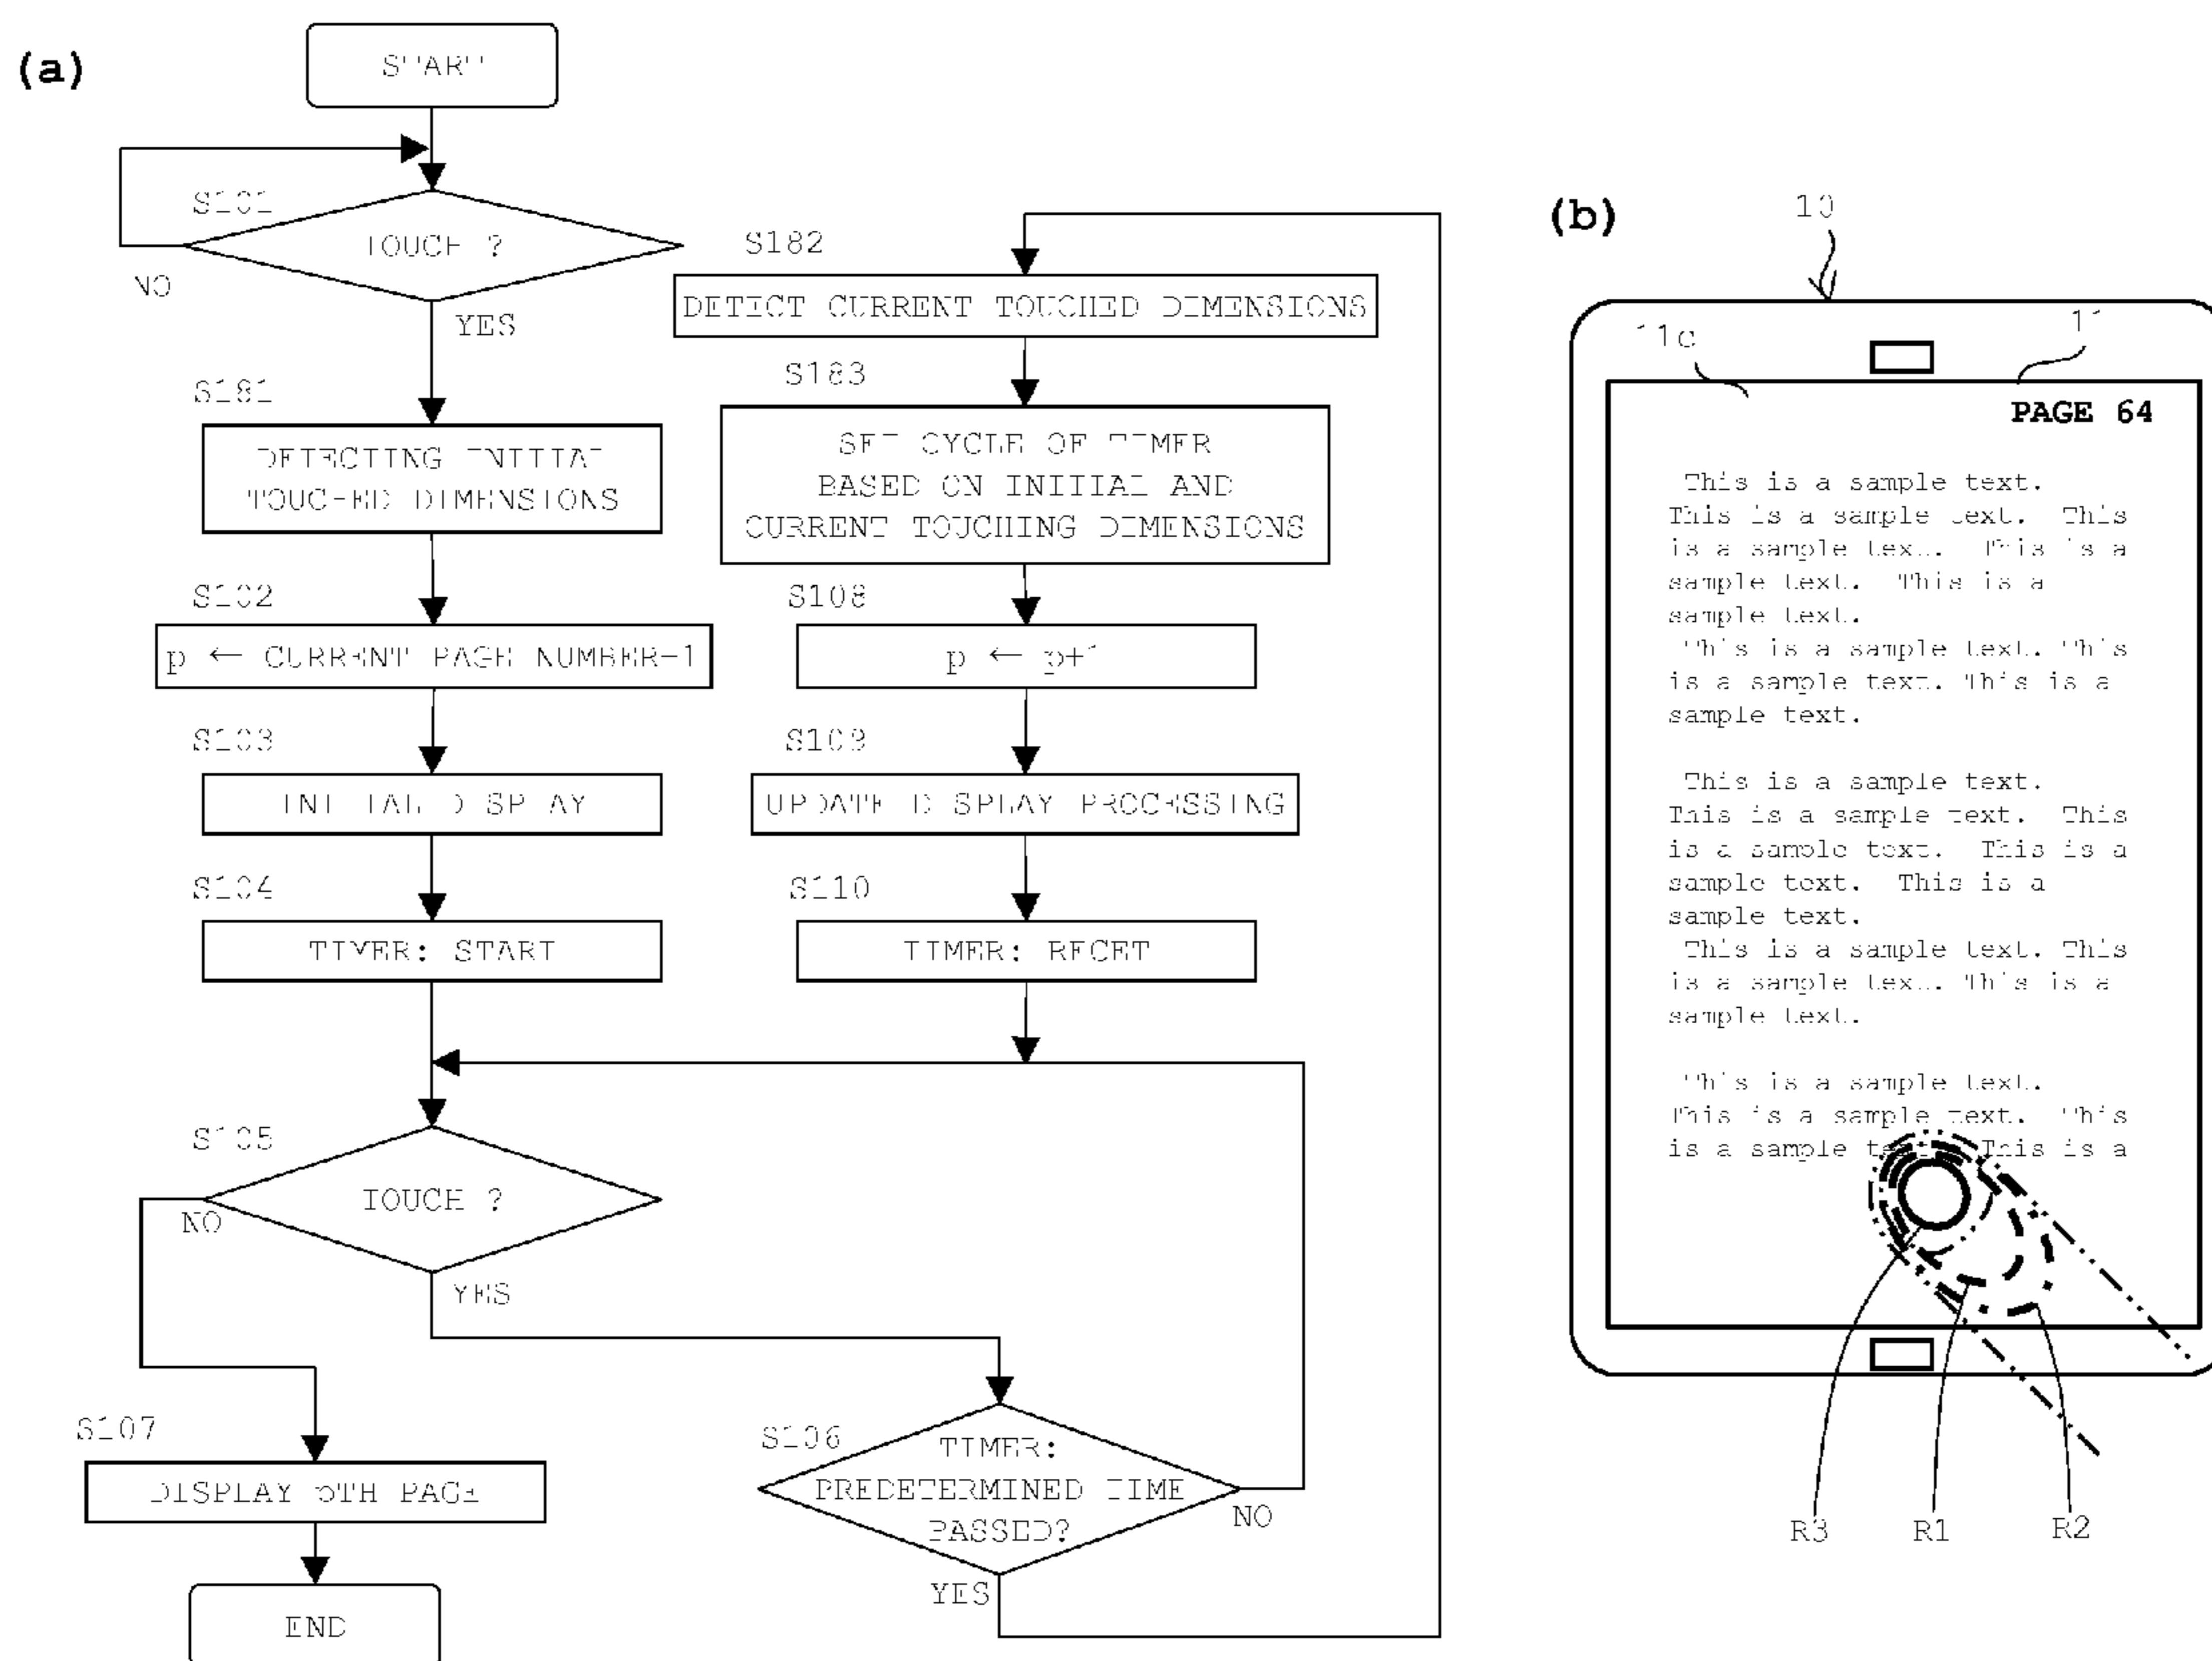 (a)
START
S101
TOUCH ?
NO
YES
S181
DETECTING INITIAL
TOUCHED DIMENSIONS
S102
p ← CURRENT PAGE NUMBER-1
S103
INITIAL DISPLAY
S104
TIMER: START
S105
TOUCH ?
NO
YES
S107
DISPLAY pTH PAGE
END
S182
DETECT CURRENT TOUCHED DIMENSIONS
S183
SET CYCLE OF TIMER
BASED ON INITIAL AND
CURRENT TOUCHING DIMENSIONS
S108
p ← p+1
S109
UPDATE DISPLAY PROCESSING
S110
TIMER: RECET
S106
TIMER:
PREDETERMINED TIME
PASSED?
NO
YES
(b)
10
11c
11
PAGE 64
This is a sample text.
This is a sample text. This
is a sample text. This is a
sample text. This is a
sample text.
This is a sample text. This
is a sample text. This is a
sample text.
This is a sample text.
This is a sample text. This
is a sample text. This is a
sample text. This is a
sample text.
This is a sample text. This
is a sample text. This is a
sample text.
This is a sample text.
This is a sample text. This
is a sample text. This is a
R3
R1
R2